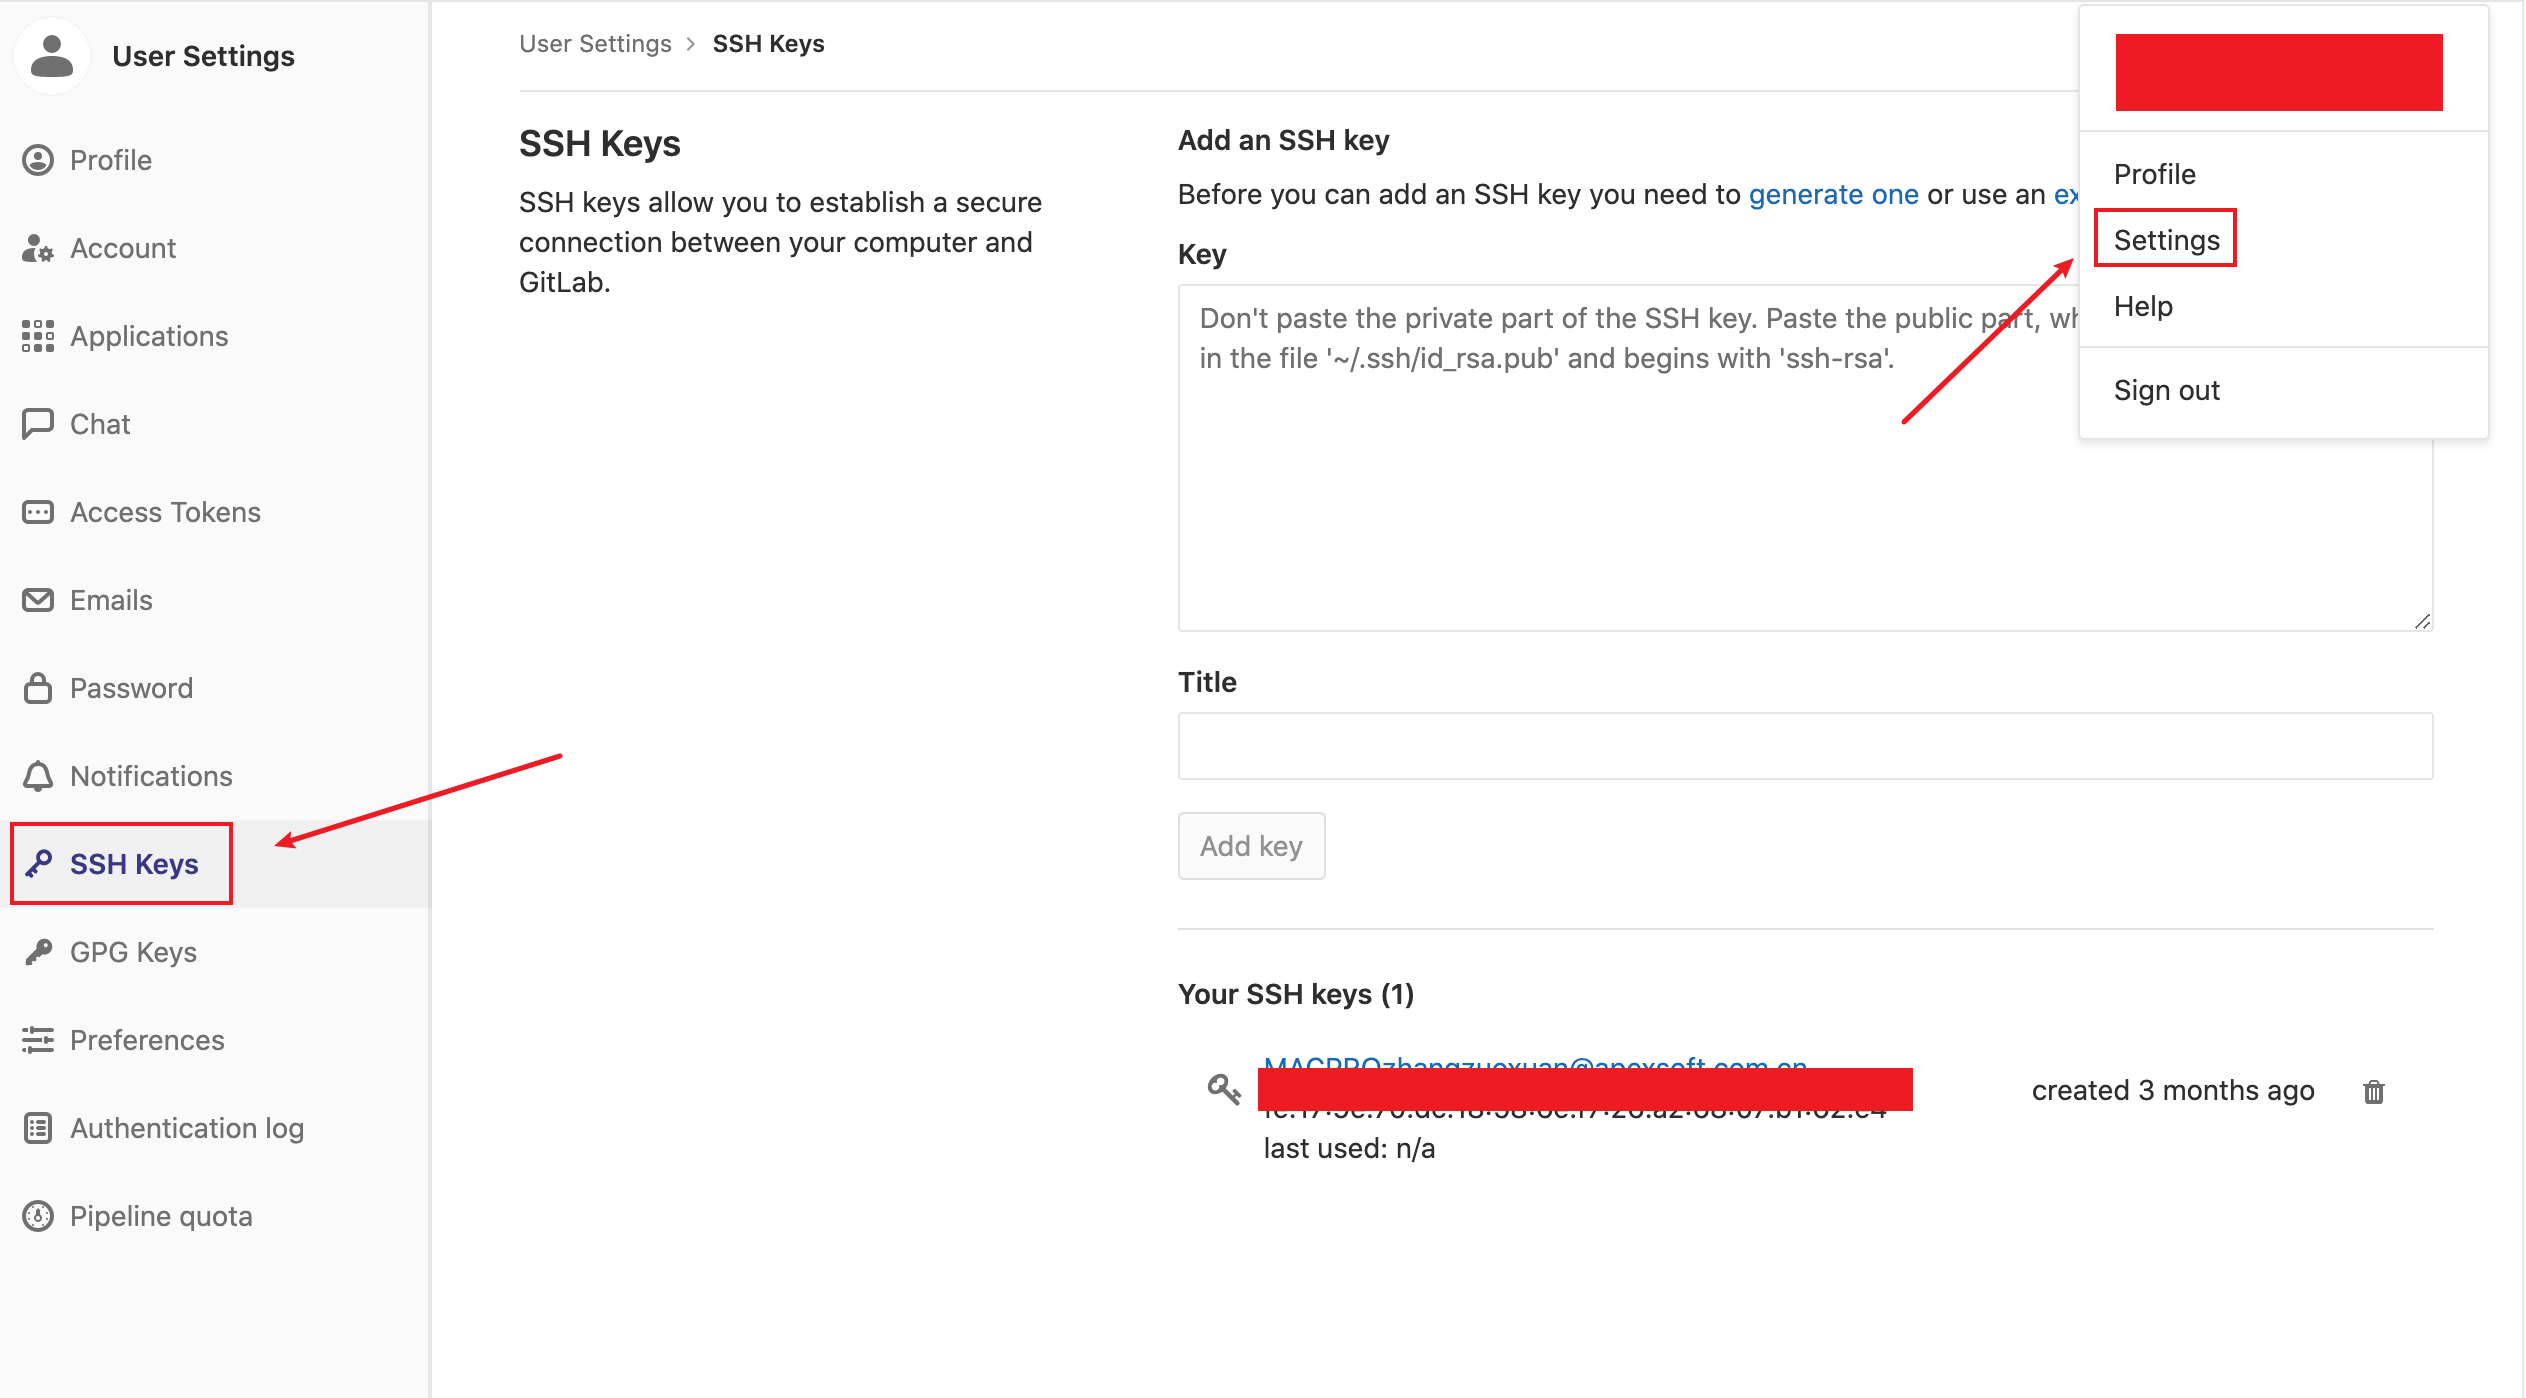 User Settings
Profile
Account
Applications
Chat
Access Tokens
Emails
Password
Notifications
SSH Keys
GPG Keys
Preferences
Authentication log
Pipeline quota
User Settings > SSH Keys
SSH Keys
SSH keys allow you to establish a secure
connection between your computer and
GitLab.
Add an SSH key
Before you can add an SSH key you need to generate one or use an
Key
Don't paste the private part of the SSH key. Paste the public part,
in the file '~/.ssh/id_rsa.pub' and begins with 'ssh-rsa'.
Title
Add key
Your SSH keys (1)
last used: n/a
created 3 months ago
Profile
Settings
Help
Sign out